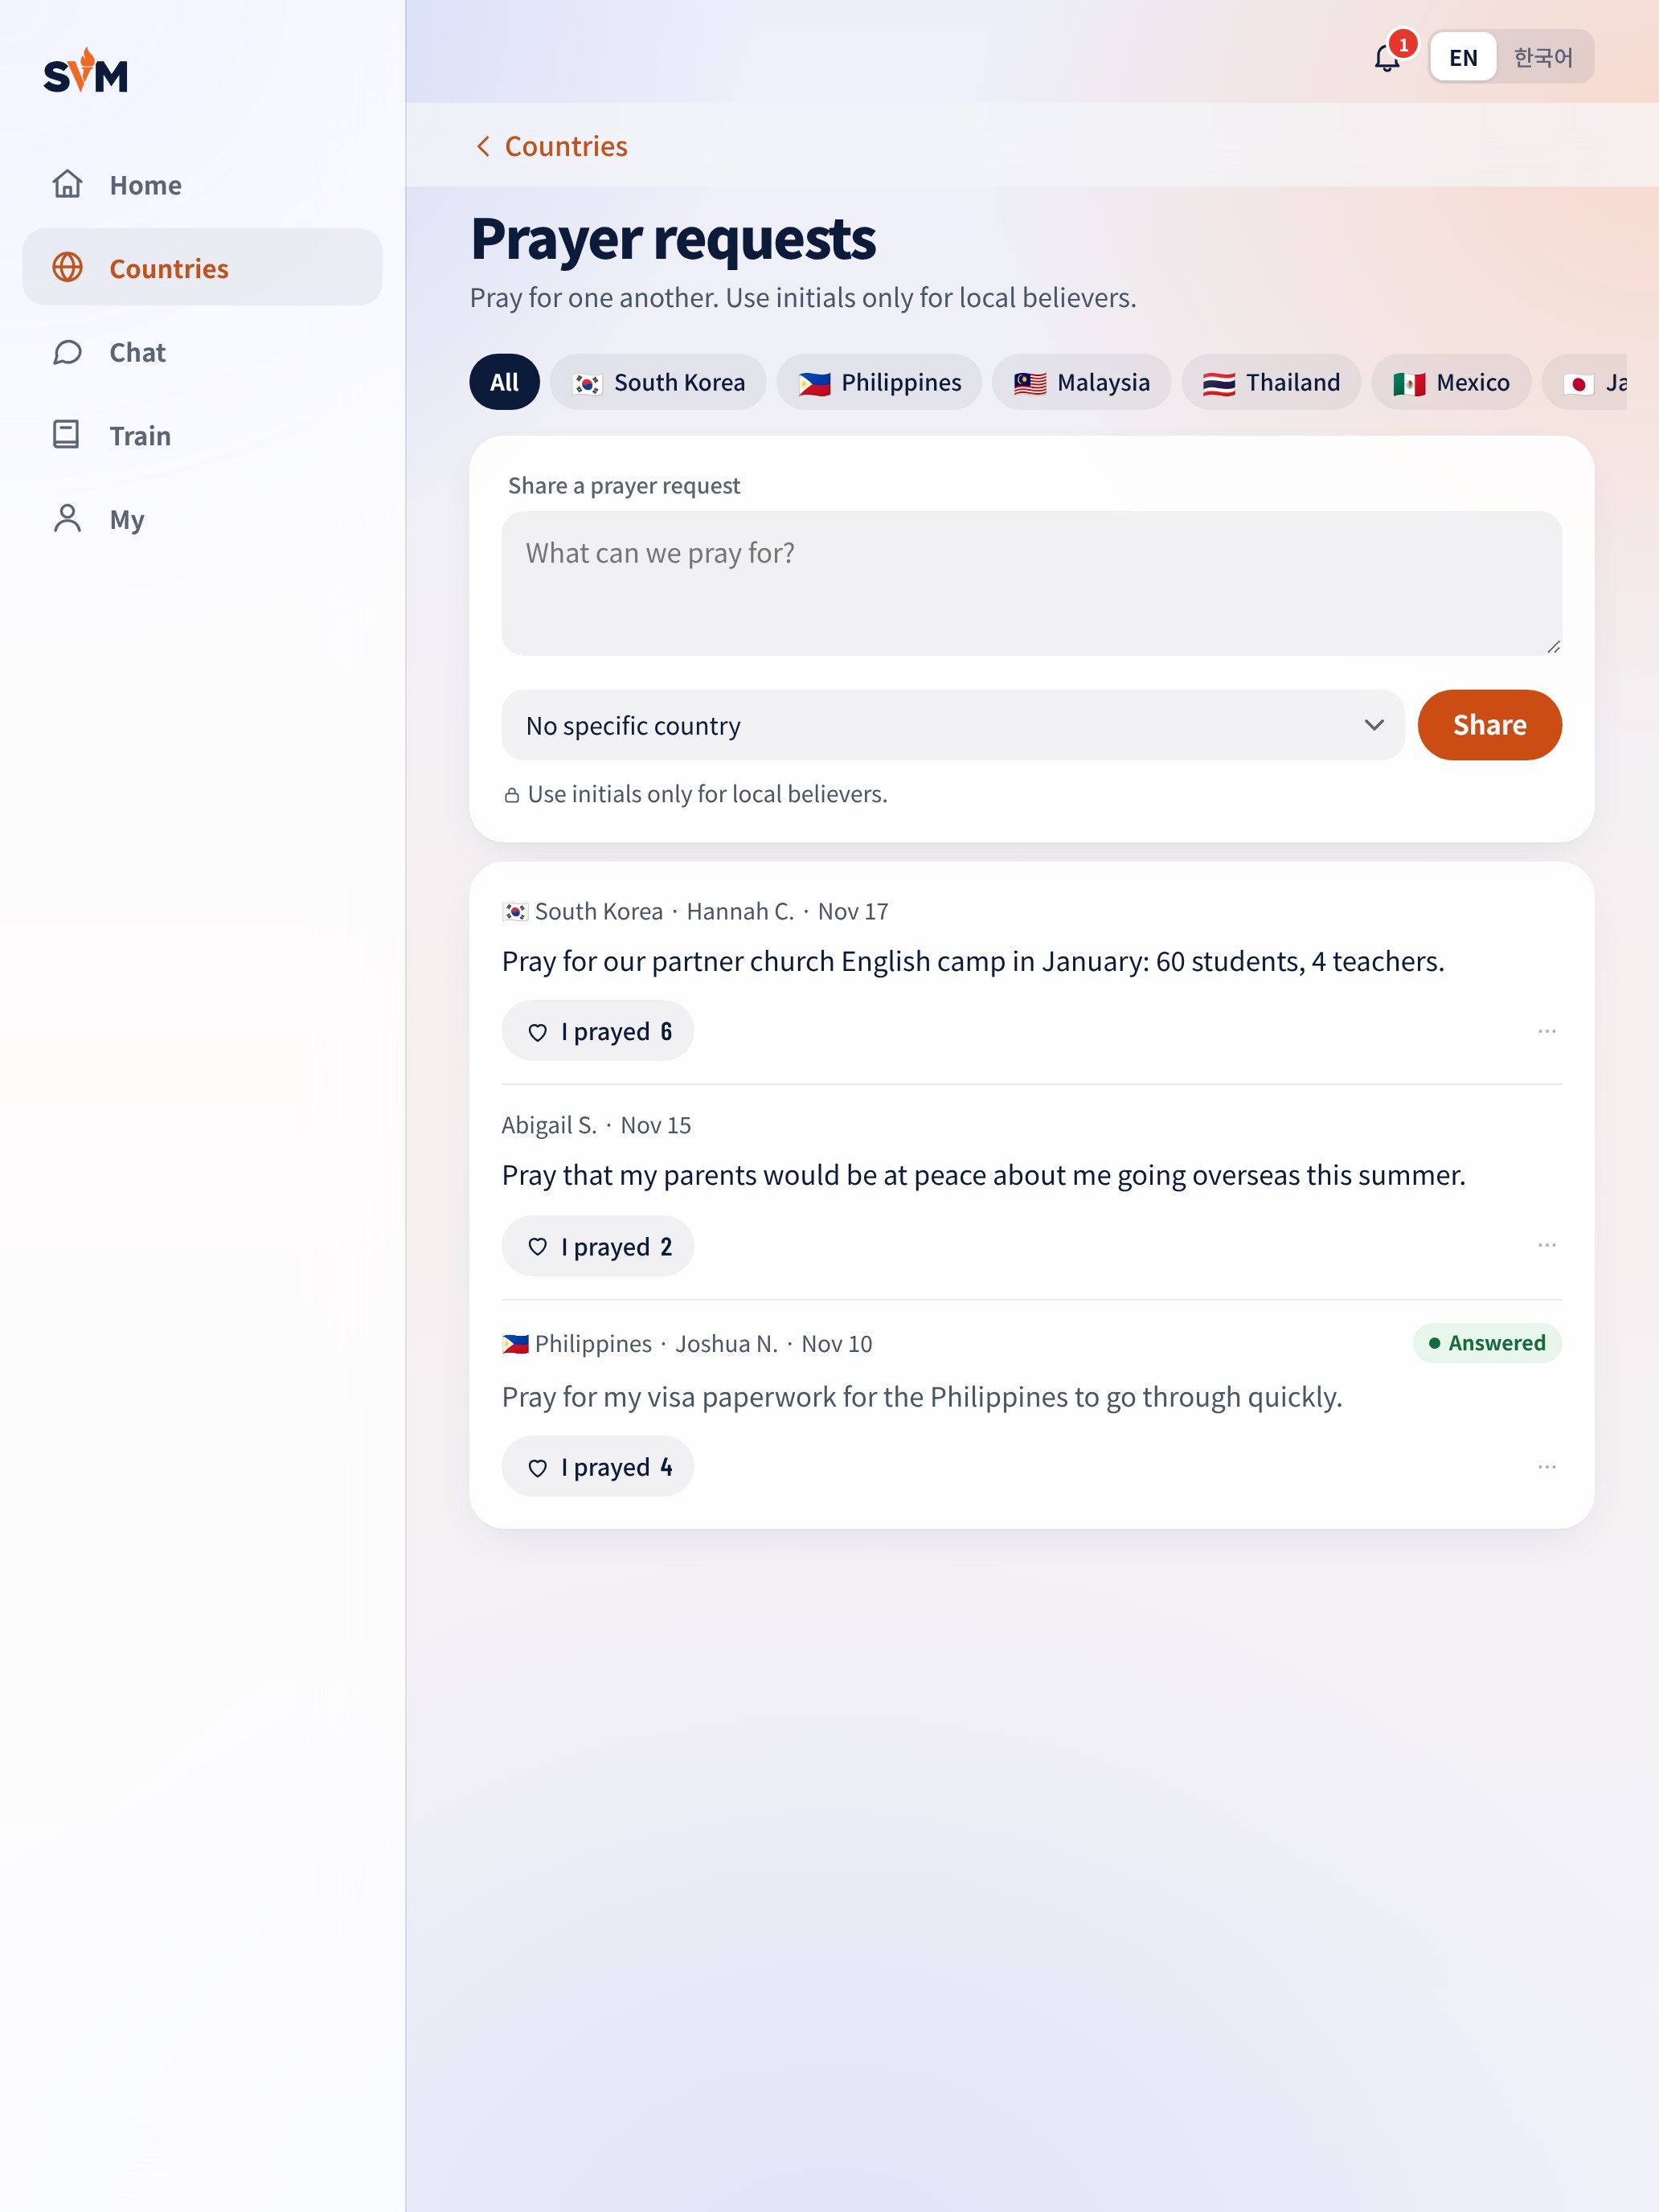 SVM
Home
Countries
Chat
Train
My
1
EN
한국어
Countries
Prayer requests
Pray for one another. Use initials only for local believers.
All
South Korea
Philippines
Malaysia
Thailand
Mexico
Ja
Share a prayer request
What can we pray for?
No specific country
Share
Use initials only for local believers.
South Korea · Hannah C. · Nov 17
Pray for our partner church English camp in January: 60 students, 4 teachers.
I prayed 6
Abigail S. · Nov 15
Pray that my parents would be at peace about me going overseas this summer.
I prayed 2
Philippines · Joshua N. · Nov 10
Answered
Pray for my visa paperwork for the Philippines to go through quickly.
I prayed 4